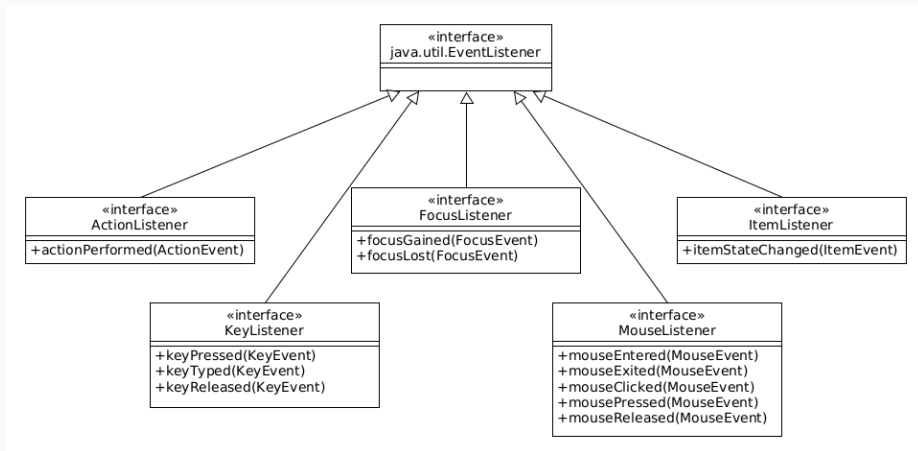 «interface»
java.util.EventListener
«interface»
ActionListener
+actionPerformed(ActionEvent)
«interface»
FocusListener
+focusGained(FocusEvent)
+focusLost(FocusEvent)
«interface»
ItemListener
+itemStateChanged(ItemEvent)
«interface»
KeyListener
+keyPressed(KeyEvent)
+keyTyped(KeyEvent)
+keyReleased(KeyEvent)
«interface»
MouseListener
+mouseEntered(MouseEvent)
+mouseExited(MouseEvent)
+mouseClicked(MouseEvent)
+mousePressed(MouseEvent)
+mouseReleased(MouseEvent)